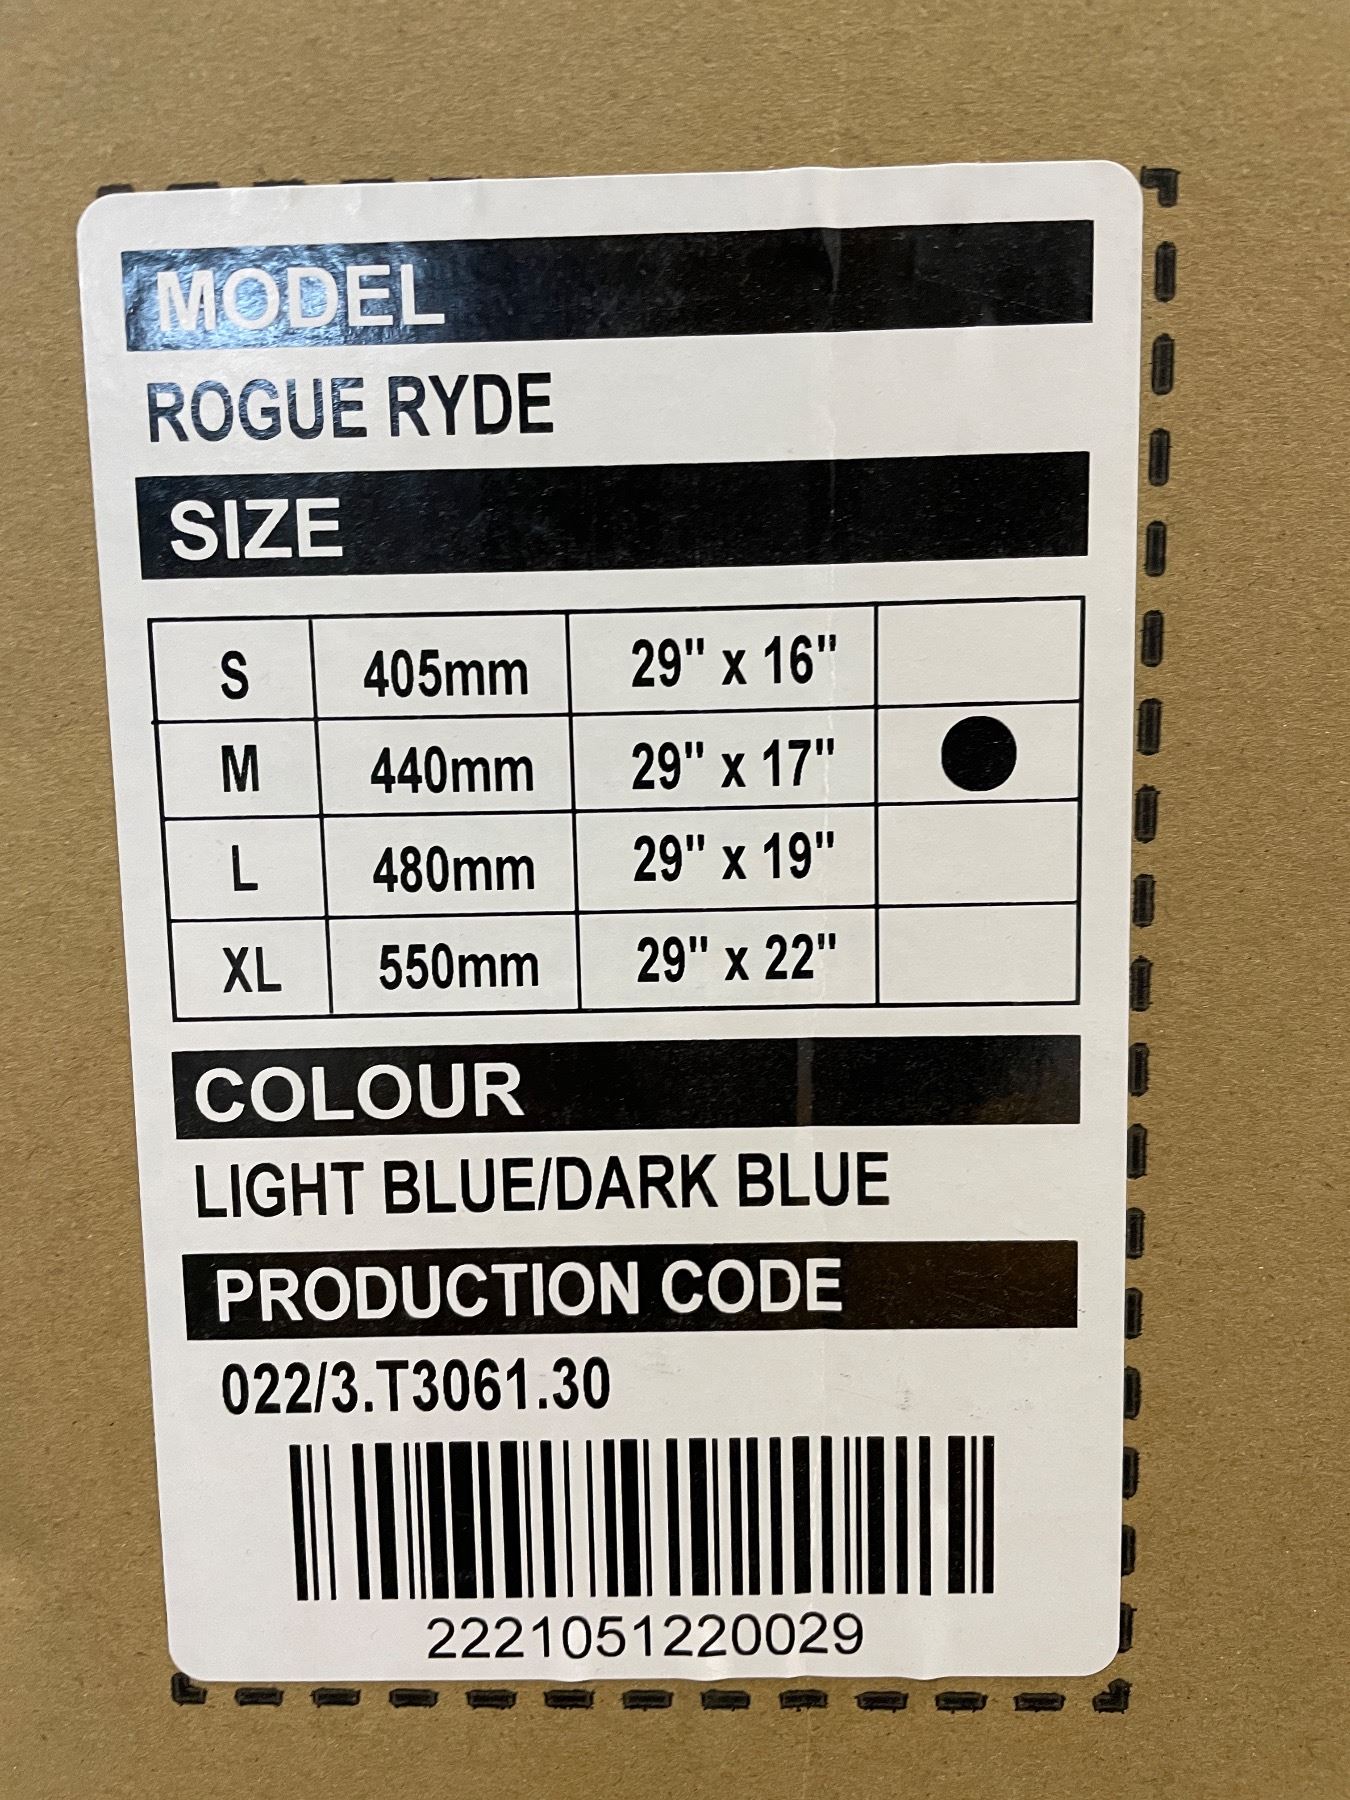 MODEL
ROGUE RYDE
SIZE
S 405mm 29" x 16"
M 440mm 29" x 17"
L 480mm 29" x 19"
XL 550mm 29" x 22"
COLOUR
LIGHT BLUE/DARK BLUE
PRODUCTION CODE
022/3.T3061.30
2221051220029